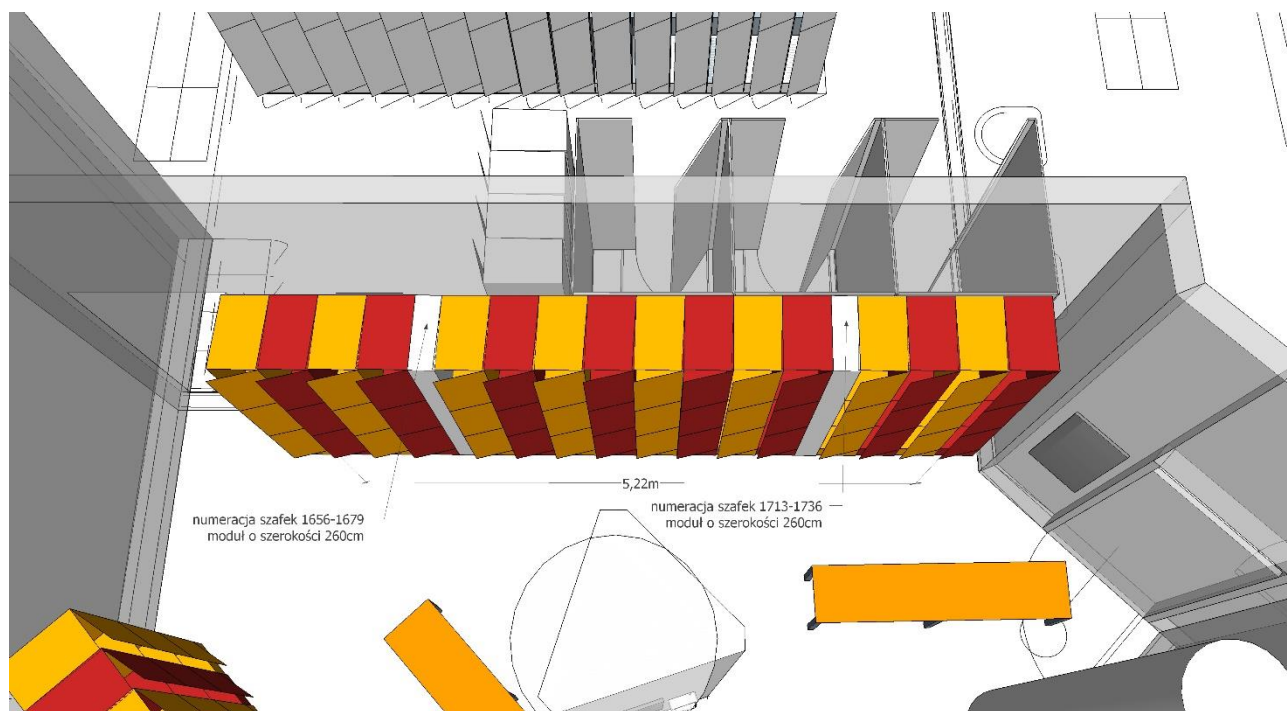 5,22m
numeracja szafek 1656-1679
moduł o szerokości 260cm
numeracja szafek 1713-1736
moduł o szerokości 260cm